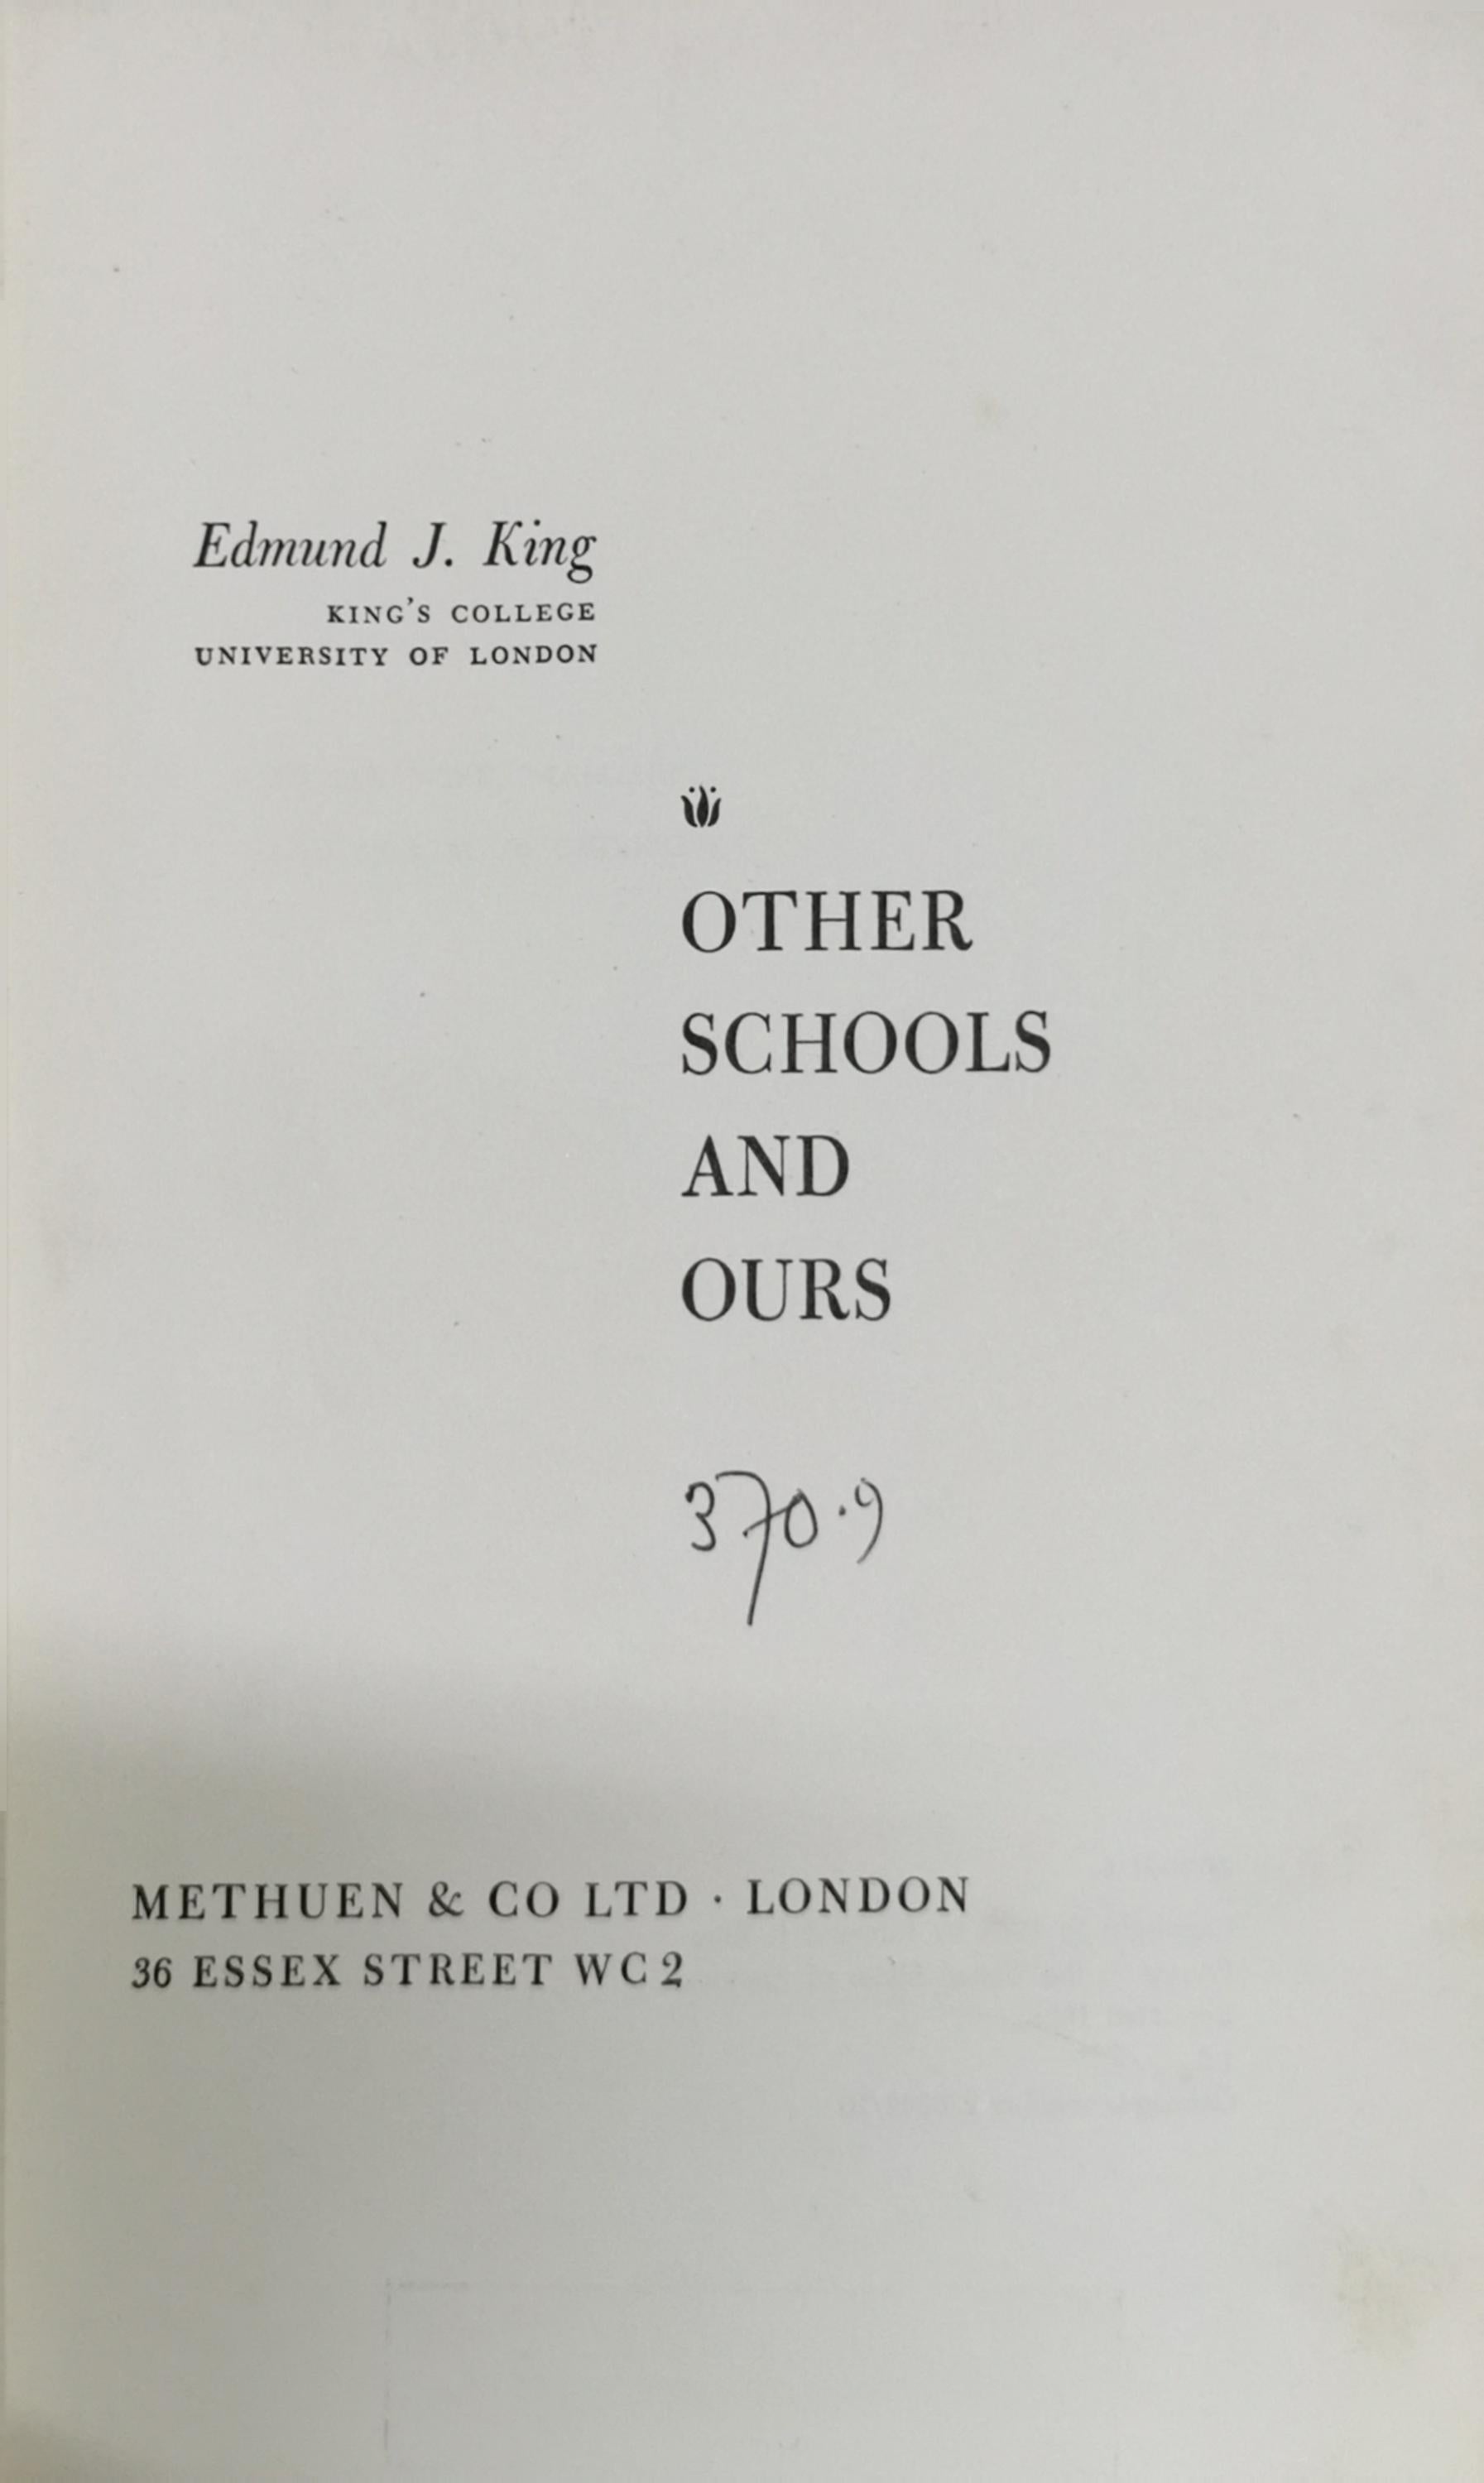 Edmund J. King
KING'S COLLEGE
UNIVERSITY OF LONDON
OTHER
SCHOOLS
AND
OURS
370.9
METHUEN & CO LTD · LONDON
36 ESSEX STREET WC2